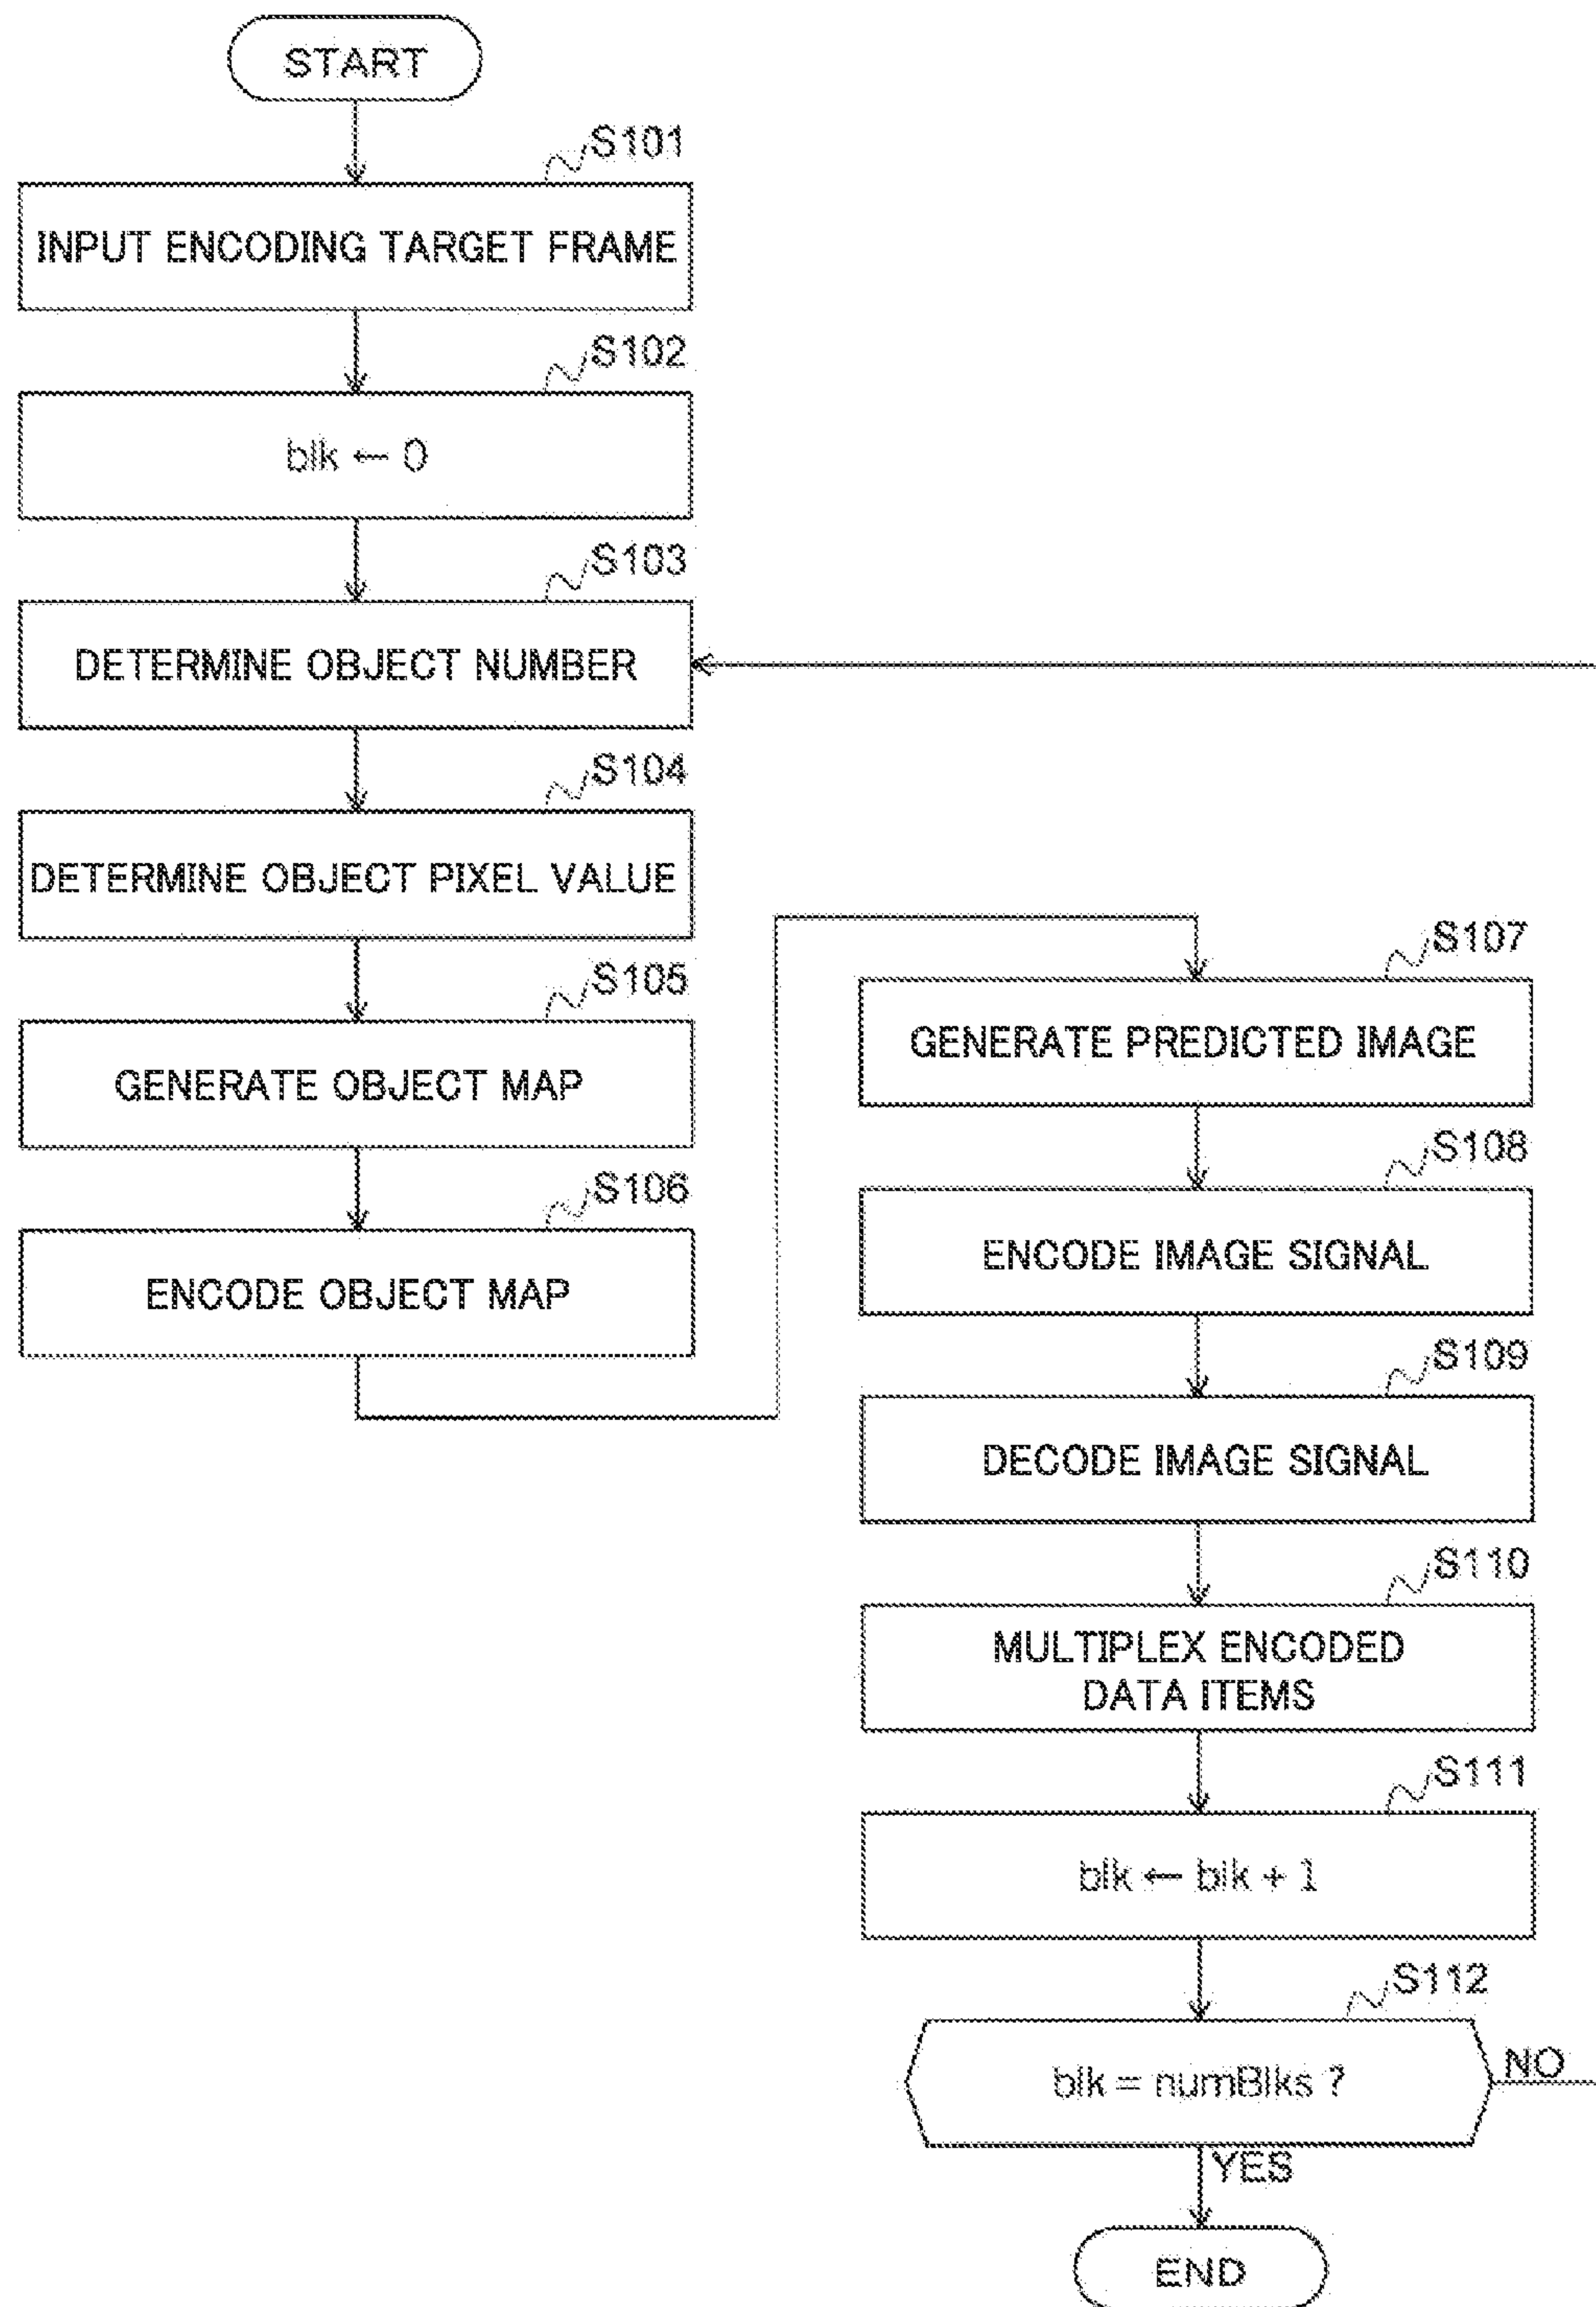 START
S101
INPUT ENCODING TARGET FRAME
S102
blk ← 0
S103
DETERMINE OBJECT NUMBER
S104
DETERMINE OBJECT PIXEL VALUE
S105
GENERATE OBJECT MAP
S106
ENCODE OBJECT MAP
S107
GENERATE PREDICTED IMAGE
S108
ENCODE IMAGE SIGNAL
S109
DECODE IMAGE SIGNAL
S110
MULTIPLEX ENCODED
DATA ITEMS
S111
blk ← blk + 1
S112
blk = numBlks ?
NO
YES
END